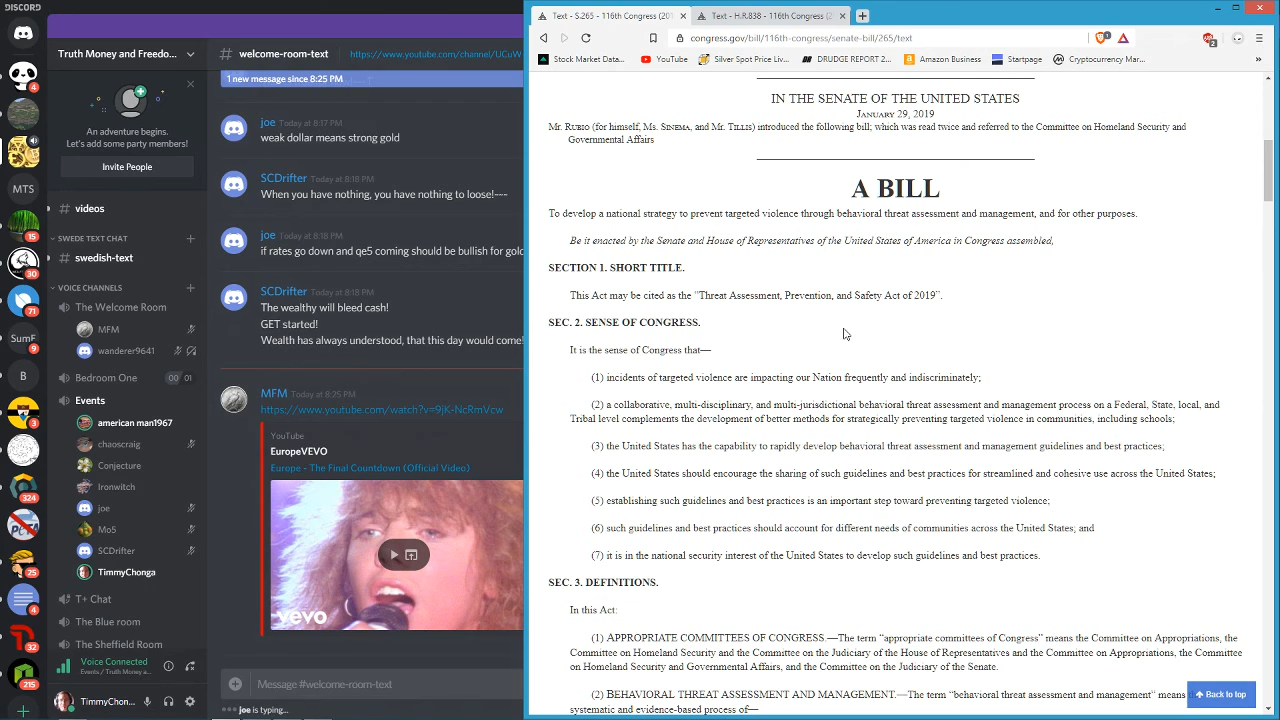 DISCORD
Truth Money and Freedo...
4
An adventure begins.
Let's add some party members!
Invite People
videos
SWEDE TEXT CHAT
swedish-text
VOICE CHANNELS
The Welcome Room
MFM
wanderer9641
Bedroom One 00 01
Events
american man1967
chaoscraig
Conjecture
Ironwitch
joe
Mo5
SCDrifter
TimmyChonga
T+ Chat
The Blue room
The Sheffield Room
Voice Connected
Events / Truth Money a...
TimmyChon...
MTS
15
30
71
SumF
9
B
324
25
4
32
215
# welcome-room-text https://www.youtube.com/channel/UCuW
1 new message since 8:25 PM
joe Today at 8:17 PM
weak dollar means strong gold
SCDrifter Today at 8:18 PM
When you have nothing, you have nothing to loose!~~~
joe Today at 8:18 PM
if rates go down and qe5 coming should be bullish for gold
SCDrifter Today at 8:18 PM
The wealthy will bleed cash!
GET started!
Wealth has always understood, that this day would come!
MFM Today at 8:25 PM
https://www.youtube.com/watch?v=9jK-NcRmVcw
YouTube
EuropeVEVO
Europe - The Final Countdown (Official Video)
vevo
Message #welcome-room-text
joe is typing...
Text - S.265 - 116th Congress (201
Text - H.R.838 - 116th Congress (2
congress.gov/bill/116th-congress/senate-bill/265/text
1
2
Stock Market Data... YouTube Silver Spot Price Liv... DRUDGE REPORT 2... Amazon Business Startpage Cryptocurrency Mar... »
IN THE SENATE OF THE UNITED STATES
JANUARY 29, 2019
Mr. RUBIO (for himself, Ms. SINEMA, and Mr. TILLIS) introduced the following bill; which was read twice and referred to the Committee on Homeland Security and
Governmental Affairs
A BILL
To develop a national strategy to prevent targeted violence through behavioral threat assessment and management, and for other purposes.
Be it enacted by the Senate and House of Representatives of the United States of America in Congress assembled,
SECTION 1. SHORT TITLE.
This Act may be cited as the “Threat Assessment, Prevention, and Safety Act of 2019”.
SEC. 2. SENSE OF CONGRESS.
It is the sense of Congress that—
(1) incidents of targeted violence are impacting our Nation frequently and indiscriminately;
(2) a collaborative, multi-disciplinary, and multi-jurisdictional behavioral threat assessment and management process on a Federal, State, local, and
Tribal level complements the development of better methods for strategically preventing targeted violence in communities, including schools;
(3) the United States has the capability to rapidly develop behavioral threat assessment and management guidelines and best practices;
(4) the United States should encourage the sharing of such guidelines and best practices for streamlined and cohesive use across the United States;
(5) establishing such guidelines and best practices is an important step toward preventing targeted violence;
(6) such guidelines and best practices should account for different needs of communities across the United States; and
(7) it is in the national security interest of the United States to develop such guidelines and best practices.
SEC. 3. DEFINITIONS.
In this Act:
(1) APPROPRIATE COMMITTEES OF CONGRESS.—The term “appropriate committees of Congress” means the Committee on Appropriations, the
Committee on Homeland Security and the Committee on the Judiciary of the House of Representatives and the Committee on Appropriations, the Committee
on Homeland Security and Governmental Affairs, and the Committee on the Judiciary of the Senate.
(2) BEHAVIORAL THREAT ASSESSMENT AND MANAGEMENT.—The term “behavioral threat assessment and management” means
systematic and evidence-based process of—
Back to top